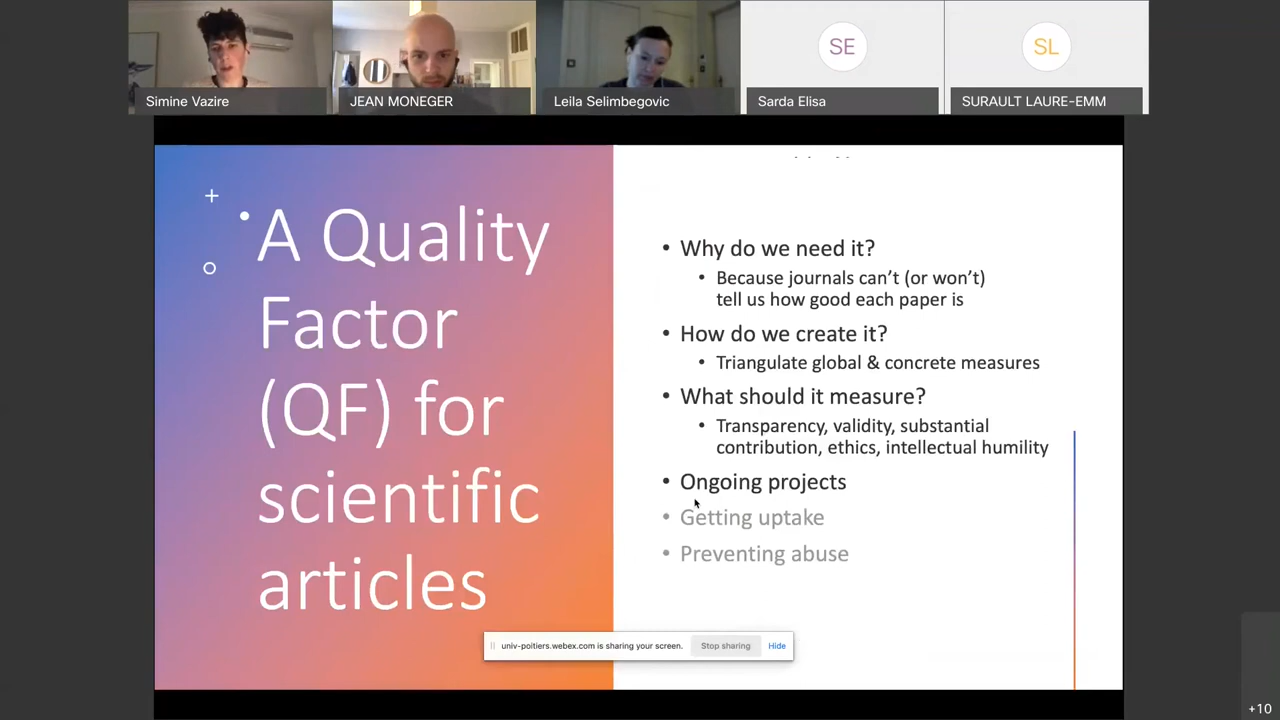 SE
SL
Simine Vazire
JEAN MONEGER
Leila Selimbegovic
Sarda Elisa
SURAULT LAURE-EMM
A Quality
Factor
(QF) for
scientific
articles
• Why do we need it?
• Because journals can't (or won't)
tell us how good each paper is
• How do we create it?
• Triangulate global & concrete measures
• What should it measure?
• Transparency, validity, substantial
contribution, ethics, intellectual humility
• Ongoing projects
• Getting uptake
• Preventing abuse
univ-poitiers.webex.com is sharing your screen.
Stop sharing
Hide
+10